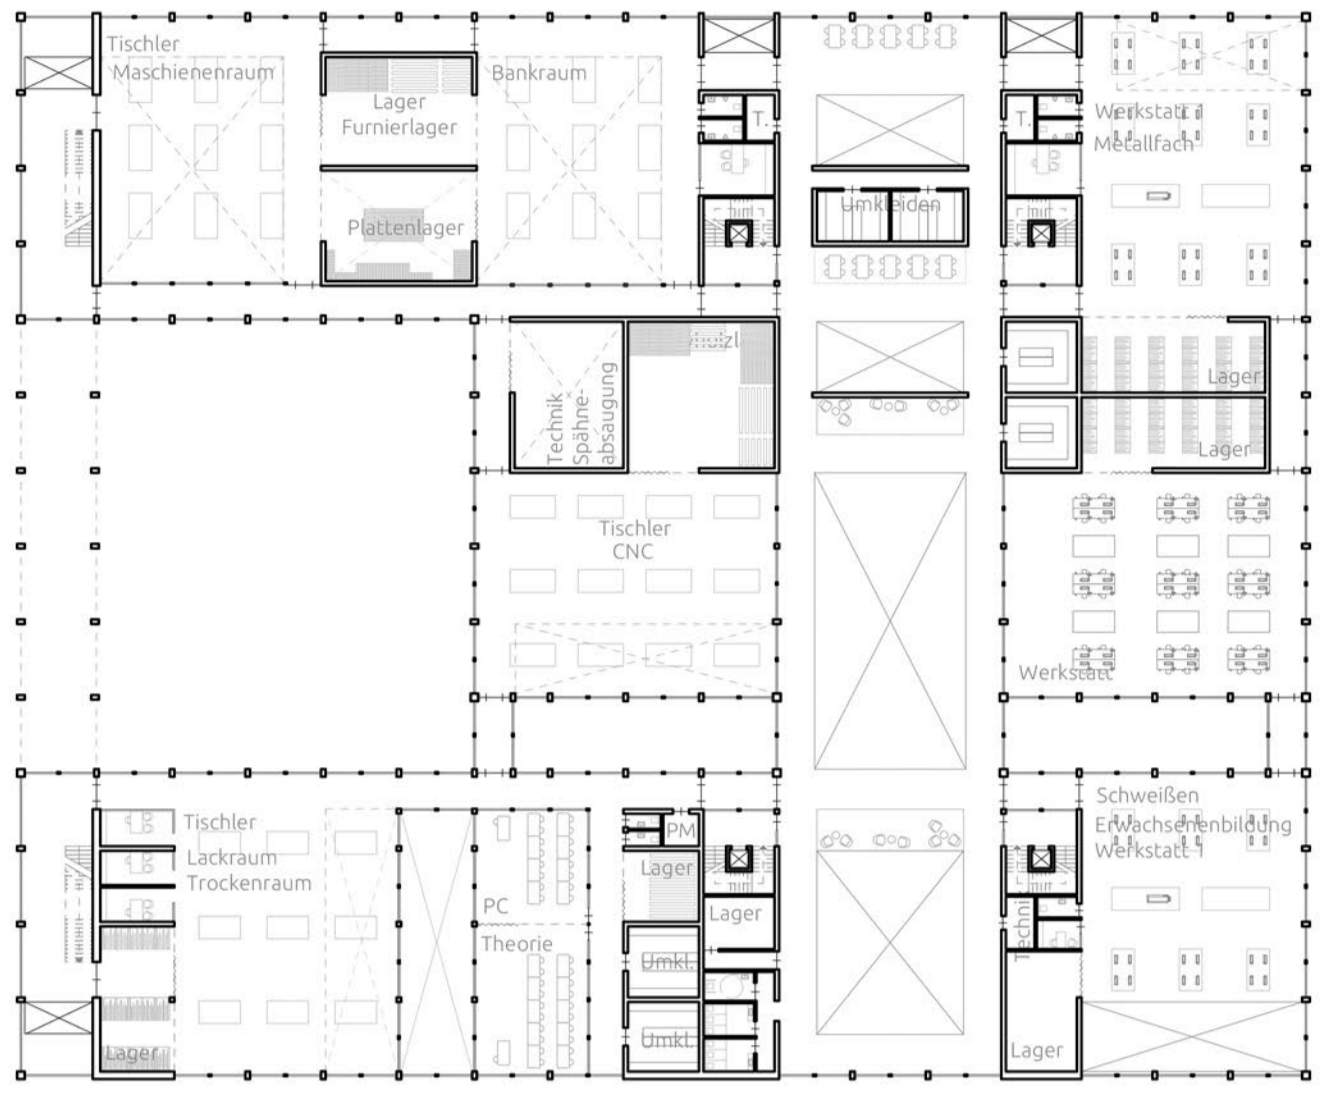 Tischler
Maschienenraum
Lager
Furnierlager
Plattenlager
Bankraum
T.
Umkleiden
T.
Werkstatt 1
Metallfach
Technik
Spähne-
absaugung
Lager
Lager
Tischler
CNC
Werkstatt
Tischler
Lackraum
Trockenraum
Lager
PC
Theorie
PM
Lager
Lager
Umkl.
Umkl.
Technik
Lager
Schweißen
Erwachsenenbildung
Werkstatt 1